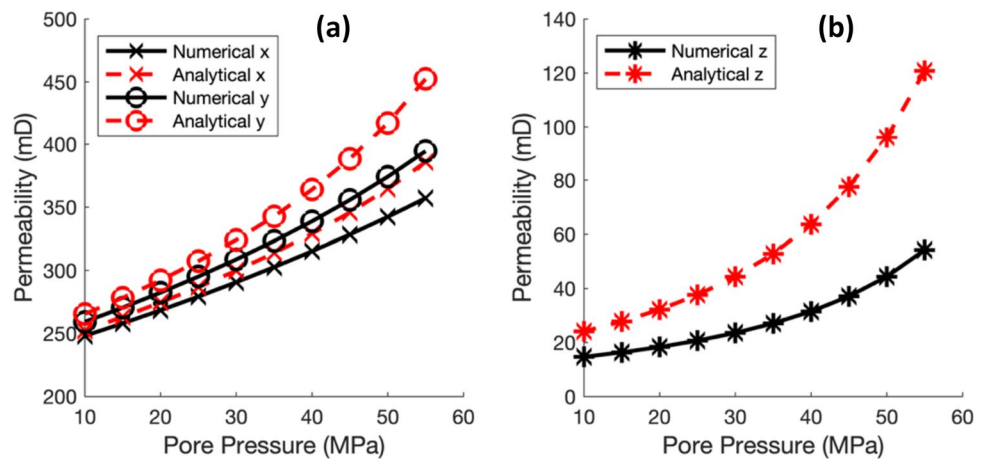 (a)
500
450
400
350
300
250
200
Permeability (mD)
Numerical x
Analytical x
Numerical y
Analytical y
10 20 30 40 50 60
Pore Pressure (MPa)
(b)
140
120
100
80
60
40
20
0
Permeability (mD)
Numerical z
Analytical z
10 20 30 40 50 60
Pore Pressure (MPa)